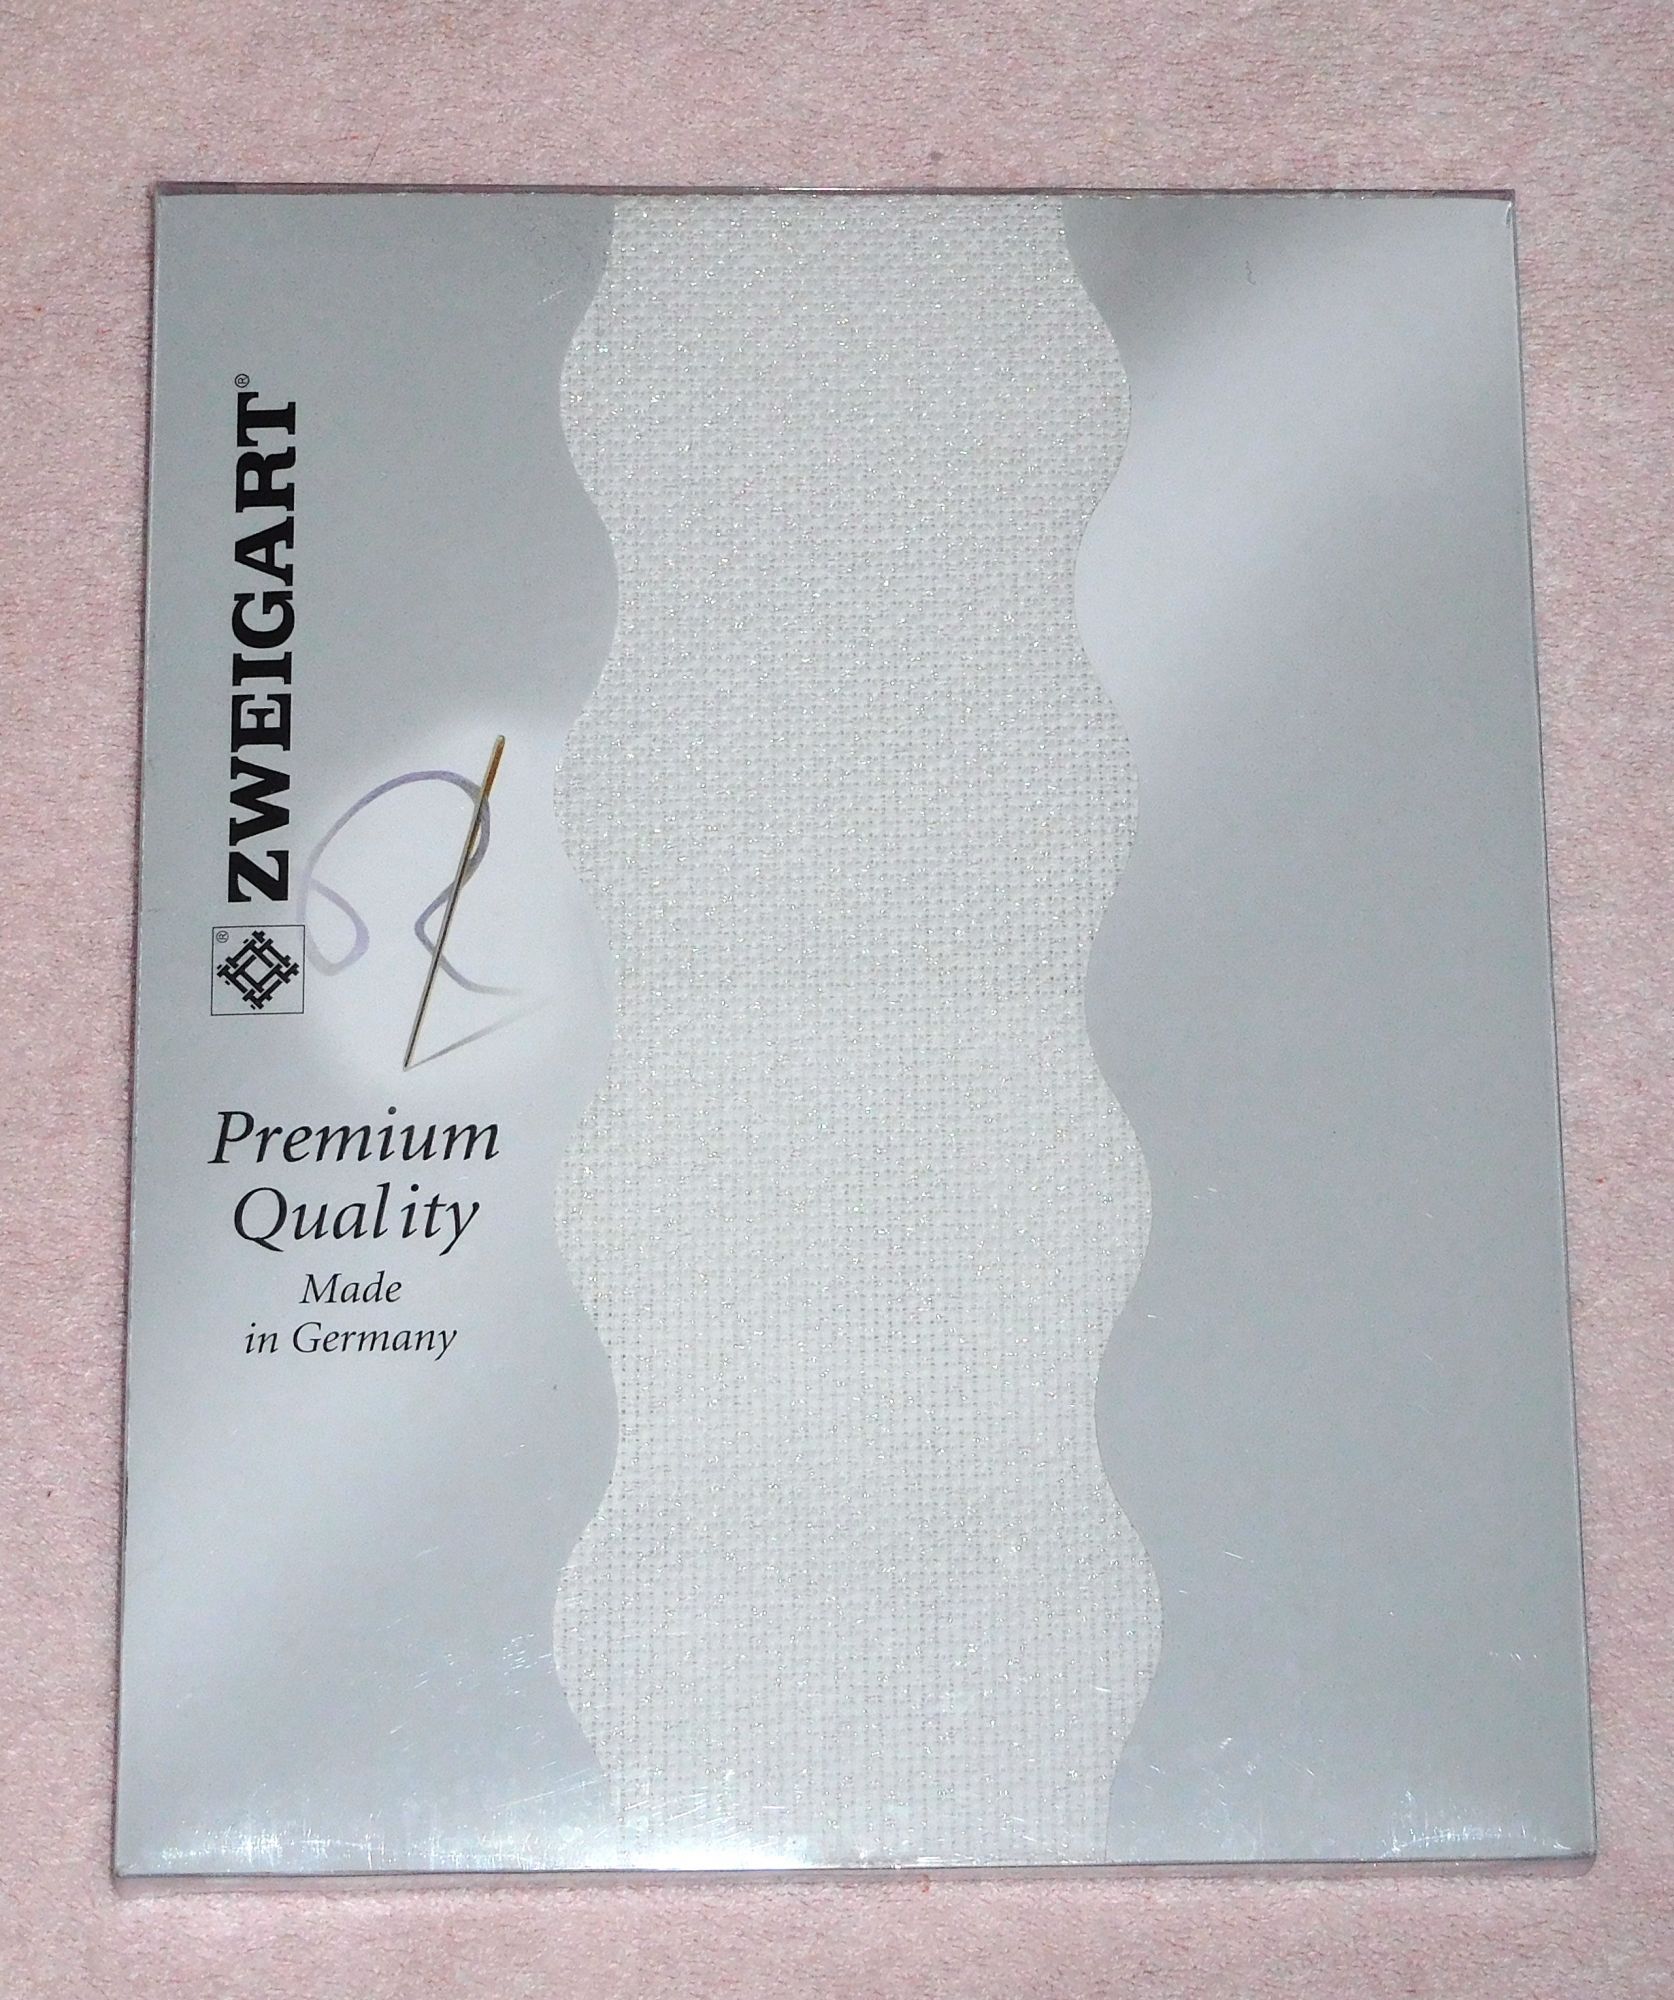 ZWEIGART®
®
Premium
Quality
Made
in Germany